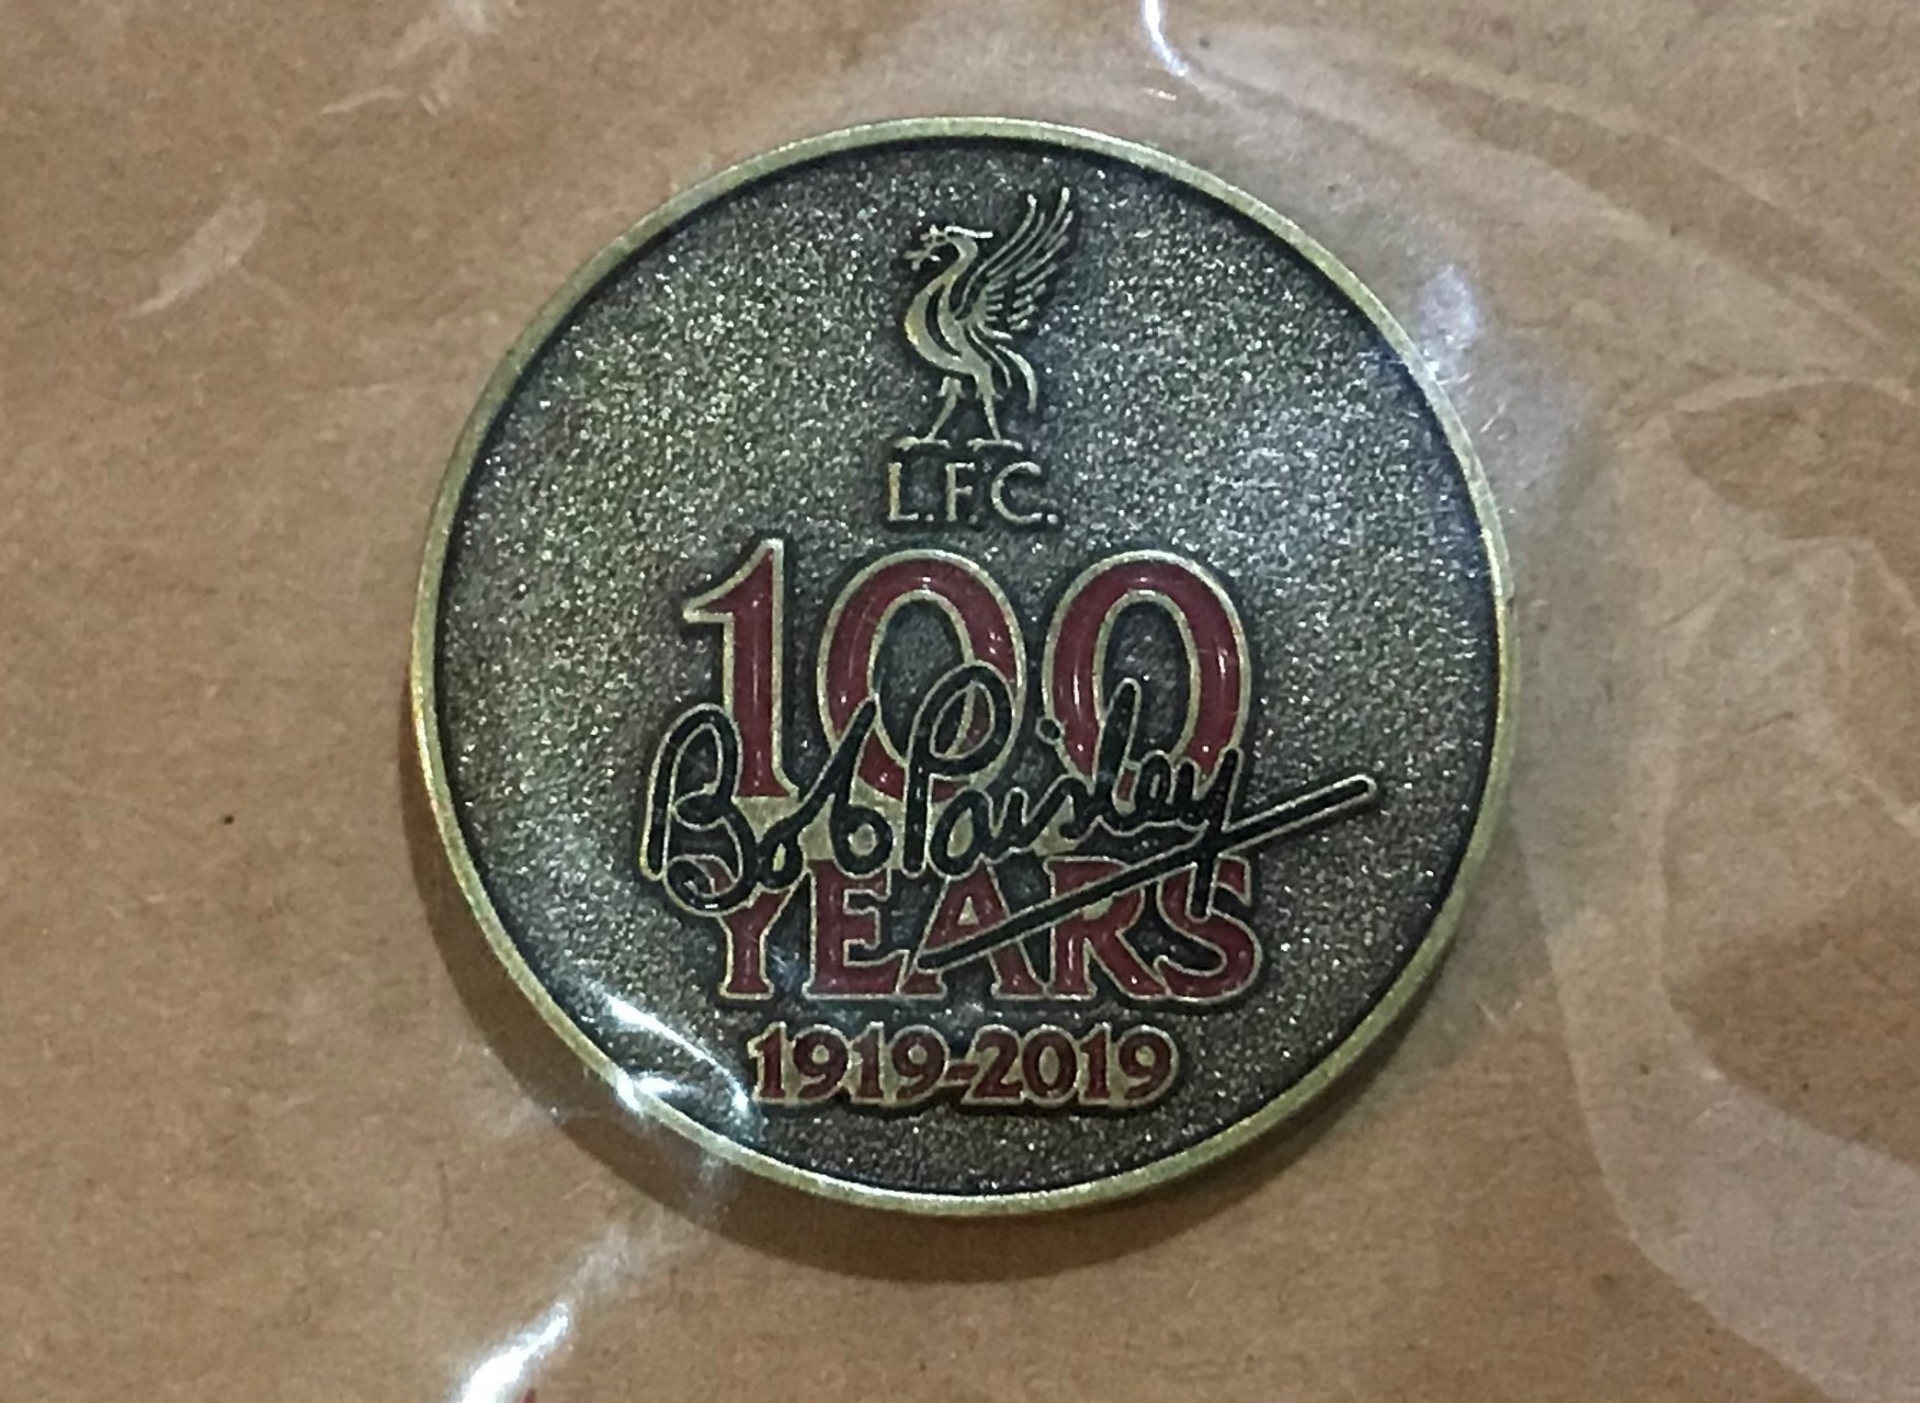 L.F.C.
100
Bob Paisley
YEARS
1919-2019